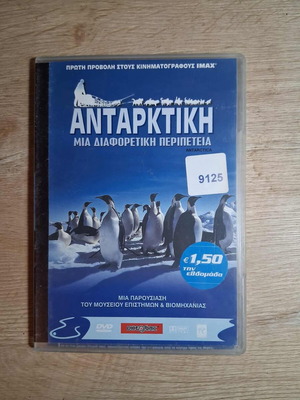 ΠΡΩΤΗ ΠΡΟΒΟΛΗ ΣΤΟΥΣ ΚΙΝΗΜΑΤΟΓΡΑΦΟΥΣ IMAX
ΑΝΤΑΡΚΤΙΚΗ
ΜΙΑ ΔΙΑΦΟΡΕΤΙΚΗ ΠΕΡΙΠΕΤΕΙΑ
ANTARCTICA
9125
€1,50
την
εβδομάδα
ΜΙΑ ΠΑΡΟΥΣΙΑΣΗ
ΤΟΥ ΜΟΥΣΕΙΟΥ ΕΠΙΣΤΗΜΩΝ & ΒΙΟΜΗΧΑΝΙΑΣ
DVD